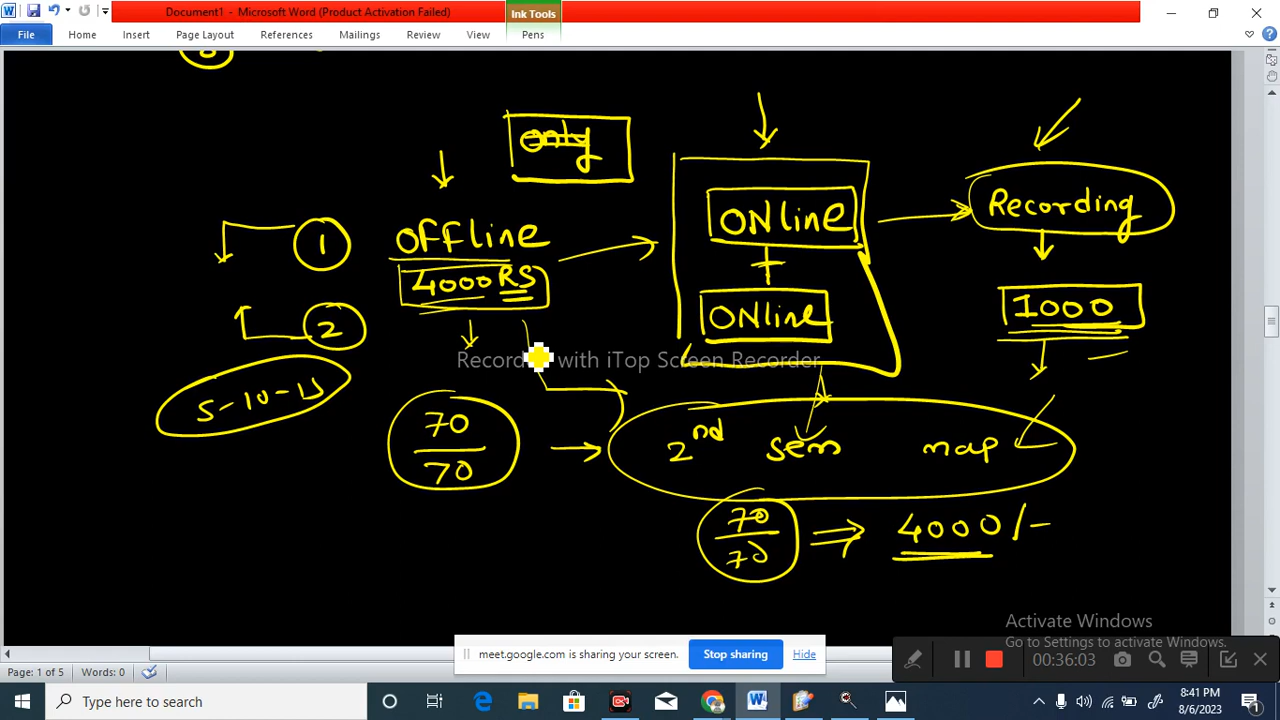 Document1 - Microsoft Word (Product Activation Failed)
Ink Tools
File
Home
Insert
Page Layout
References
Mailings
Review
View
Pens
only
OFFline
4000 RS
ONline
+
ONline
Recording
1000
1
2
5-10-15
Recorded with iTop Screen Recorder
70
70
2nd sem map
70
70
4000/-
Activate Windows
Go to Settings to activate Windows.
meet.google.com is sharing your screen.
Stop sharing
Hide
00:36:03
Page: 1 of 5
Words: 0
Type here to search
8:41 PM
8/6/2023